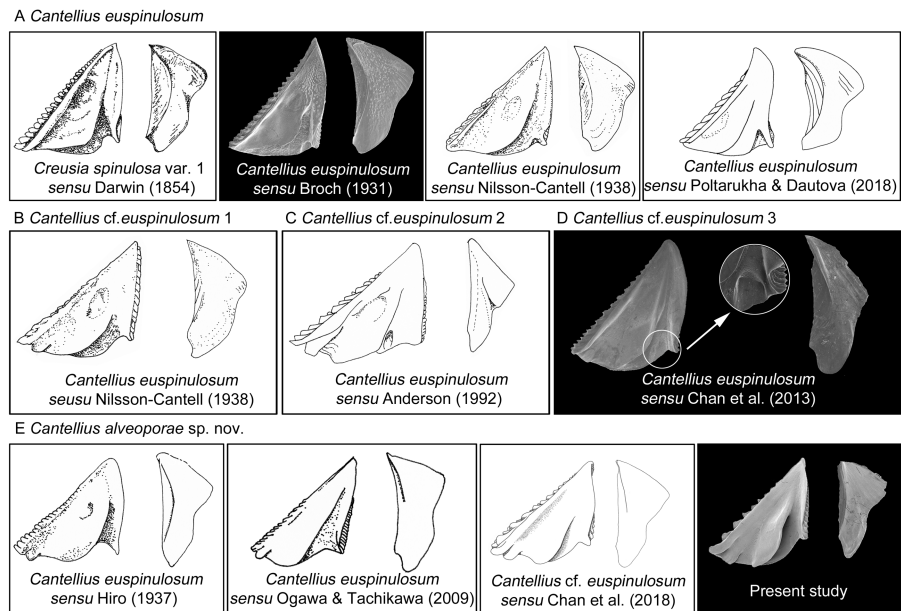 A Cantellius euspinulosum
Creusia spinulosa var. 1
sensu Darwin (1854)
Cantellius euspinulosum
sensu Broch (1931)
Cantellius euspinulosum
sensu Nilsson-Cantell (1938)
Cantellius euspinulosum
sensu Poltarukha & Dautova (2018)
B Cantellius cf.euspinulosum 1
C Cantellius cf.euspinulosum 2
D Cantellius cf.euspinulosum 3
Cantellius euspinulosum
seusu Nilsson-Cantell (1938)
Cantellius euspinulosum
sensu Anderson (1992)
Cantellius euspinulosum
sensu Chan et al. (2013)
E Cantellius alveoporae sp. nov.
Cantellius euspinulosum
sensu Hiro (1937)
Cantellius euspinulosum
sensu Ogawa & Tachikawa (2009)
Cantellius cf. euspinulosum
sensu Chan et al. (2018)
Present study